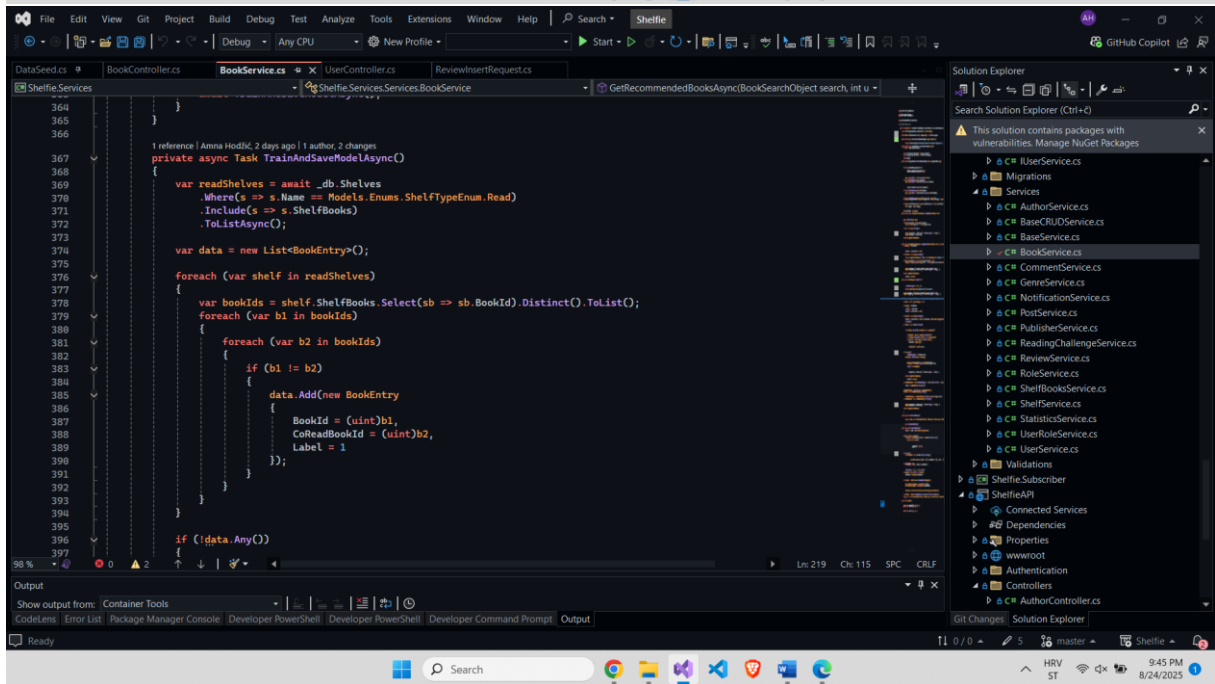 File Edit View Git Project Build Debug Test Analyze Tools Extensions Window Help Search Shelfie AH
Debug Any CPU New Profile Start GitHub Copilot
DataSeed.cs BookController.cs BookService.cs UserController.cs ReviewInsertRequest.cs
Shelfie.Services Shelfie.Services.Services.BookService GetRecommendedBooksAsync(BookSearchObject search, int u
364 }
365 }
366
1 reference | Amna Hodžić, 2 days ago | 1 author, 2 changes
367 private async Task TrainAndSaveModelAsync()
368 {
369 var readShelves = await _db.Shelves
370 .Where(s => s.Name == Models.Enums.ShelfTypeEnum.Read)
371 .Include(s => s.ShelfBooks)
372 .ToListAsync();
373
374 var data = new List<BookEntry>();
375
376 foreach (var shelf in readShelves)
377 {
378 var bookIds = shelf.ShelfBooks.Select(sb => sb.BookId).Distinct().ToList();
379 foreach (var b1 in bookIds)
380 {
381 foreach (var b2 in bookIds)
382 {
383 if (b1 != b2)
384 {
385 data.Add(new BookEntry
386 {
387 BookId = (uint)b1,
388 CoReadBookId = (uint)b2,
389 Label = 1
390 });
391 }
392 }
393 }
394 }
395
396 if (!data.Any())
397 {
98 % 0 2 Ln: 219 Ch: 115 SPC CRLF
Output
Show output from: Container Tools
CodeLens Error List Package Manager Console Developer PowerShell Developer PowerShell Developer Command Prompt Output
Solution Explorer
Search Solution Explorer (Ctrl+č)
This solution contains packages with
vulnerabilities. Manage NuGet Packages
C# IUserService.cs
Migrations
Services
C# AuthorService.cs
C# BaseCRUDService.cs
C# BaseService.cs
C# BookService.cs
C# CommentService.cs
C# GenreService.cs
C# NotificationService.cs
C# PostService.cs
C# PublisherService.cs
C# ReadingChallengeService.cs
C# ReviewService.cs
C# RoleService.cs
C# ShelfBooksService.cs
C# ShelfService.cs
C# StatisticsService.cs
C# UserRoleService.cs
C# UserService.cs
Validations
C# Shelfie.Subscriber
ShelfieAPI
Connected Services
Dependencies
Properties
wwwroot
Authentication
Controllers
C# AuthorController.cs
Git Changes Solution Explorer
Ready 0 / 0 5 master Shelfie
Search HRV 9:45 PM
ST 8/24/2025 1